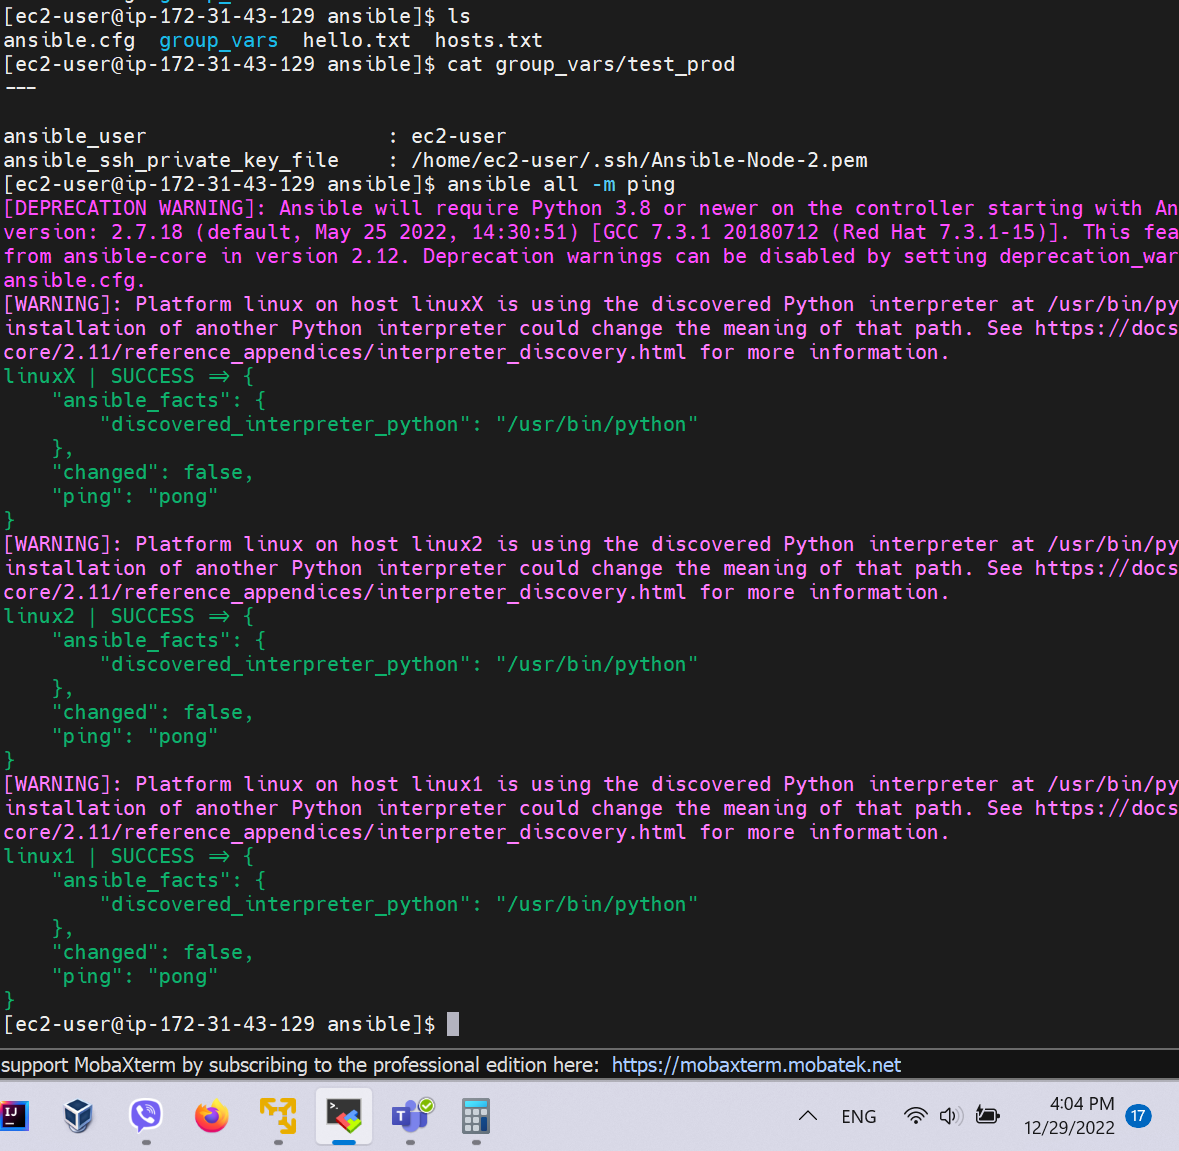 [ec2-user@ip-172-31-43-129 ansible]$ ls
ansible.cfg  group_vars  hello.txt  hosts.txt
[ec2-user@ip-172-31-43-129 ansible]$ cat group_vars/test_prod
---
ansible_user                    : ec2-user
ansible_ssh_private_key_file    : /home/ec2-user/.ssh/Ansible-Node-2.pem
[ec2-user@ip-172-31-43-129 ansible]$ ansible all -m ping
[DEPRECATION WARNING]: Ansible will require Python 3.8 or newer on the controller starting with An
version: 2.7.18 (default, May 25 2022, 14:30:51) [GCC 7.3.1 20180712 (Red Hat 7.3.1-15)]. This fea
from ansible-core in version 2.12. Deprecation warnings can be disabled by setting deprecation_war
ansible.cfg.
[WARNING]: Platform linux on host linuxX is using the discovered Python interpreter at /usr/bin/py
installation of another Python interpreter could change the meaning of that path. See https://docs
core/2.11/reference_appendices/interpreter_discovery.html for more information.
linuxX | SUCCESS => {
    "ansible_facts": {
        "discovered_interpreter_python": "/usr/bin/python"
    },
    "changed": false,
    "ping": "pong"
}
[WARNING]: Platform linux on host linux2 is using the discovered Python interpreter at /usr/bin/py
installation of another Python interpreter could change the meaning of that path. See https://docs
core/2.11/reference_appendices/interpreter_discovery.html for more information.
linux2 | SUCCESS => {
    "ansible_facts": {
        "discovered_interpreter_python": "/usr/bin/python"
    },
    "changed": false,
    "ping": "pong"
}
[WARNING]: Platform linux on host linux1 is using the discovered Python interpreter at /usr/bin/py
installation of another Python interpreter could change the meaning of that path. See https://docs
core/2.11/reference_appendices/interpreter_discovery.html for more information.
linux1 | SUCCESS => {
    "ansible_facts": {
        "discovered_interpreter_python": "/usr/bin/python"
    },
    "changed": false,
    "ping": "pong"
}
[ec2-user@ip-172-31-43-129 ansible]$
support MobaXterm by subscribing to the professional edition here:  https://mobaxterm.mobatek.net
IJ
T
ENG
4:04 PM
12/29/2022
17